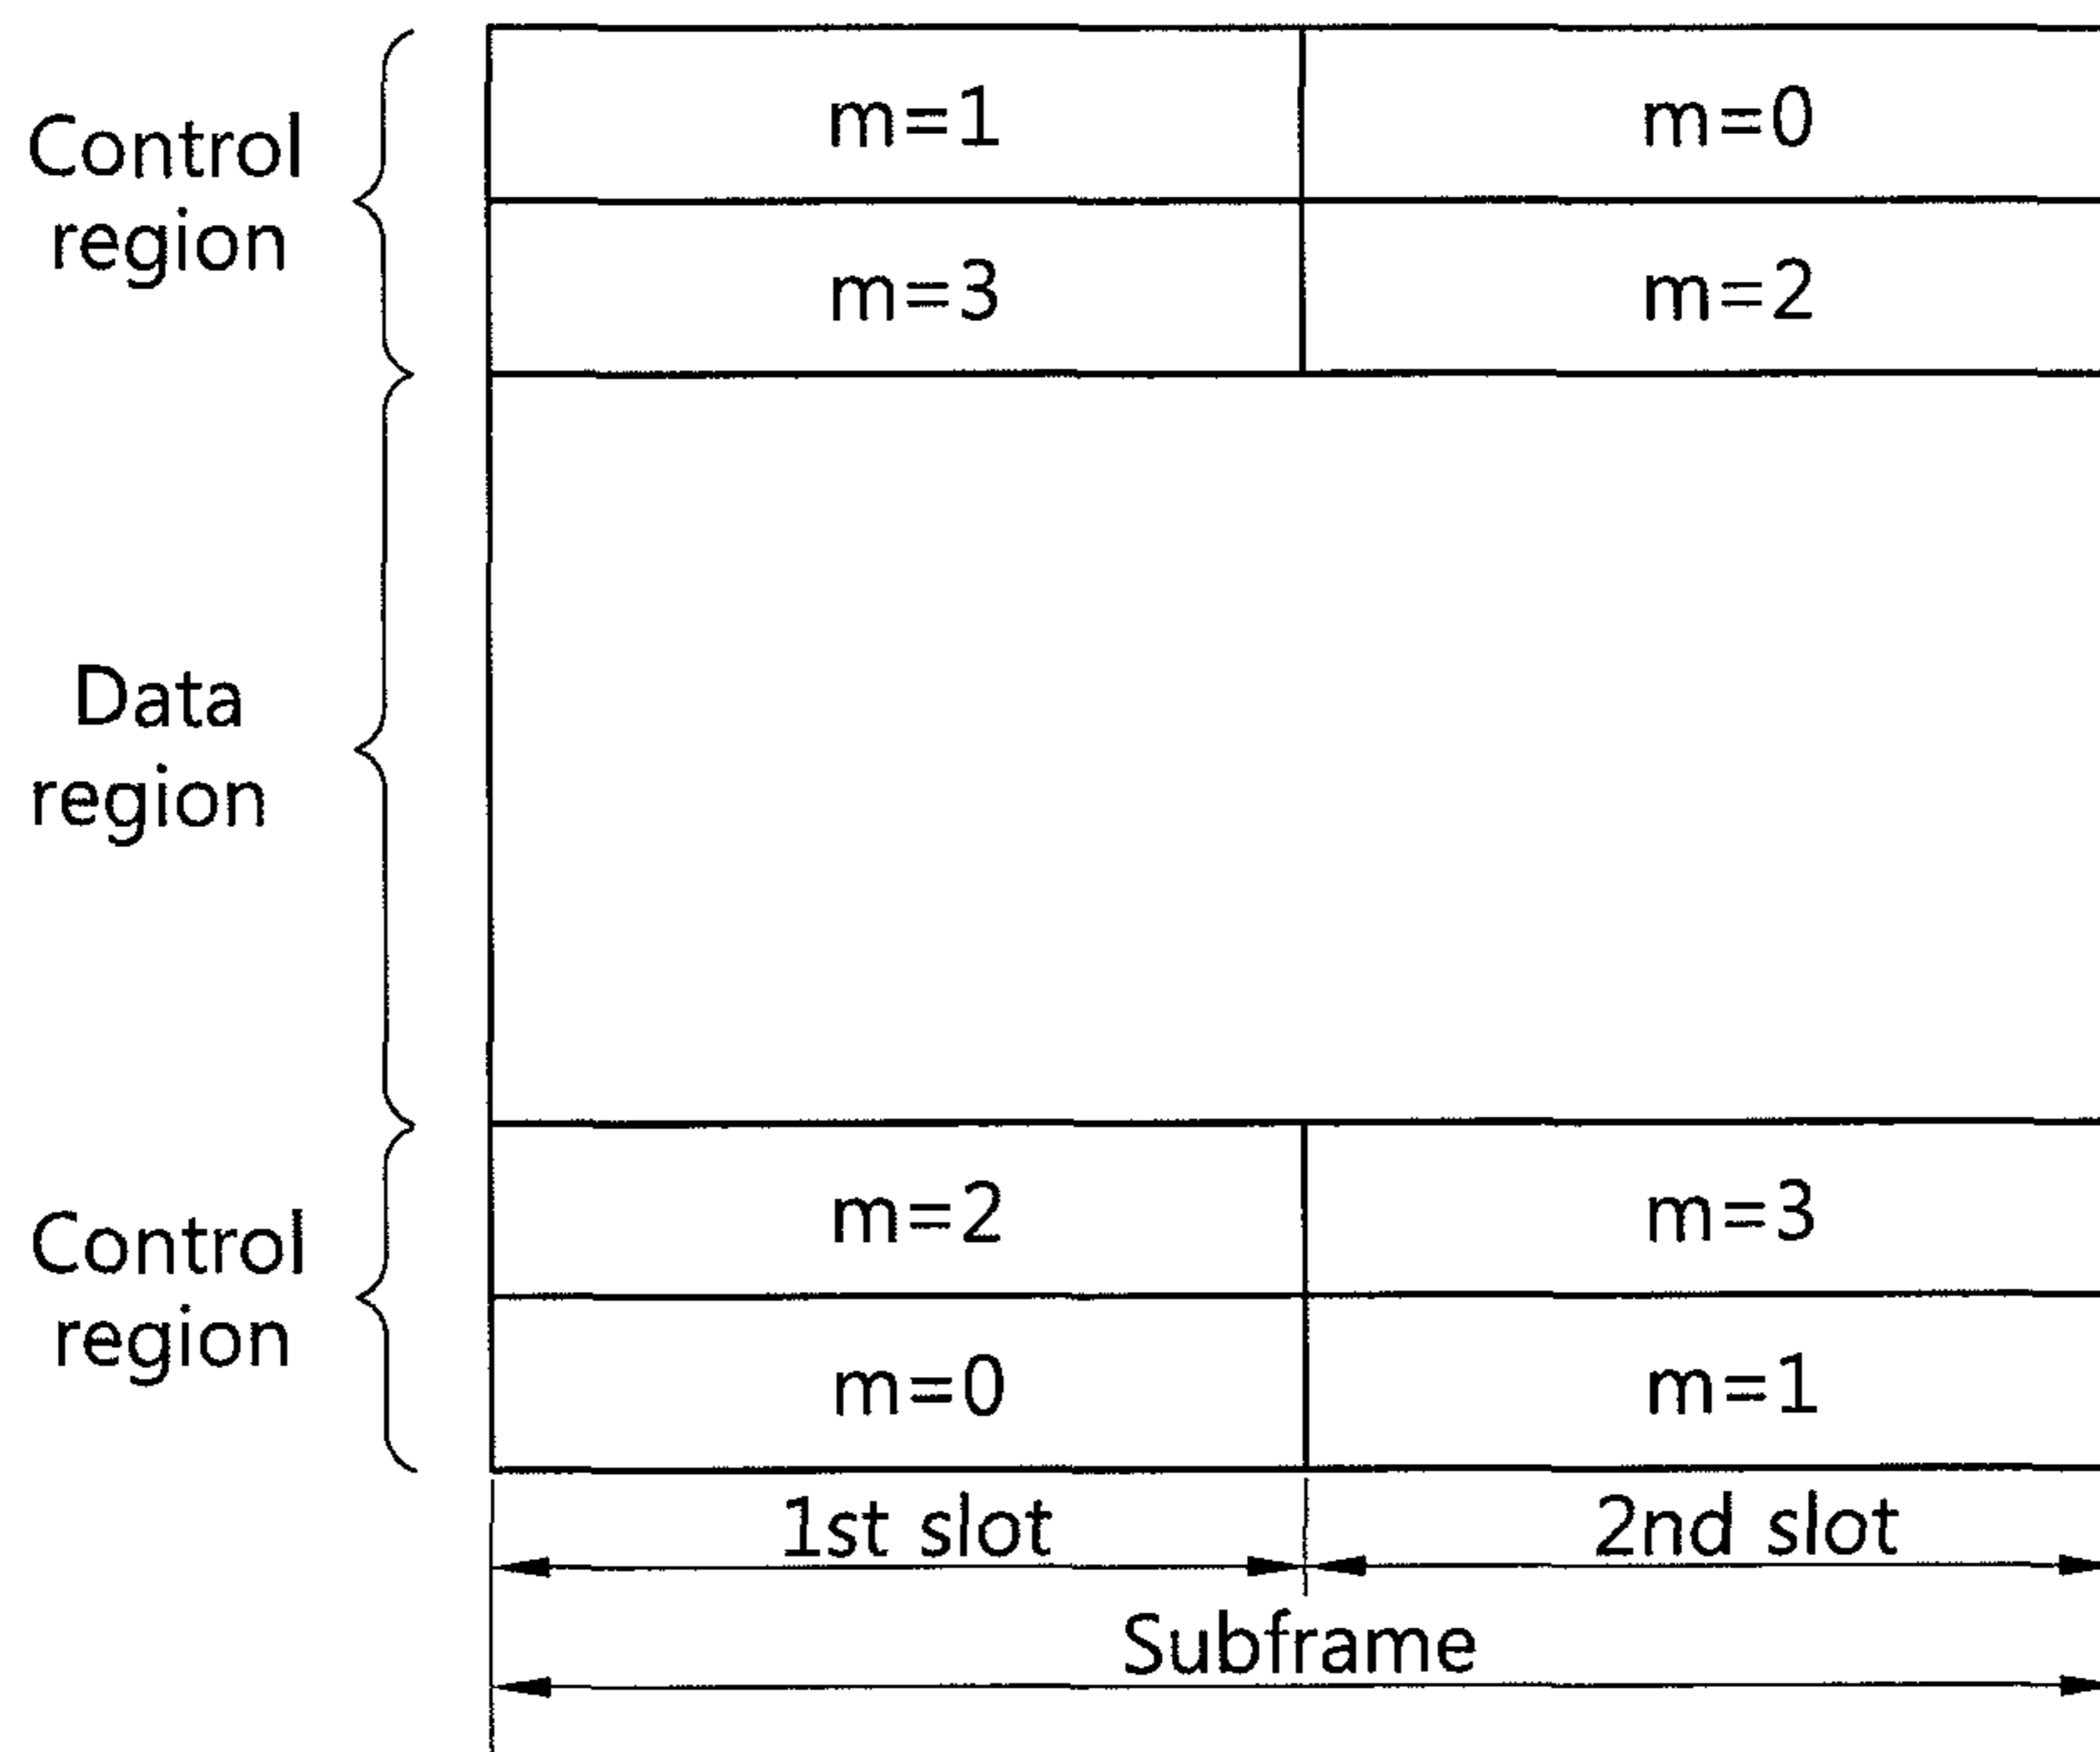 m=1 m=0
Control
region
m=3 m=2
Data
region
m=2 m=3
Control
region
m=0 m=1
1st slot 2nd slot
Subframe